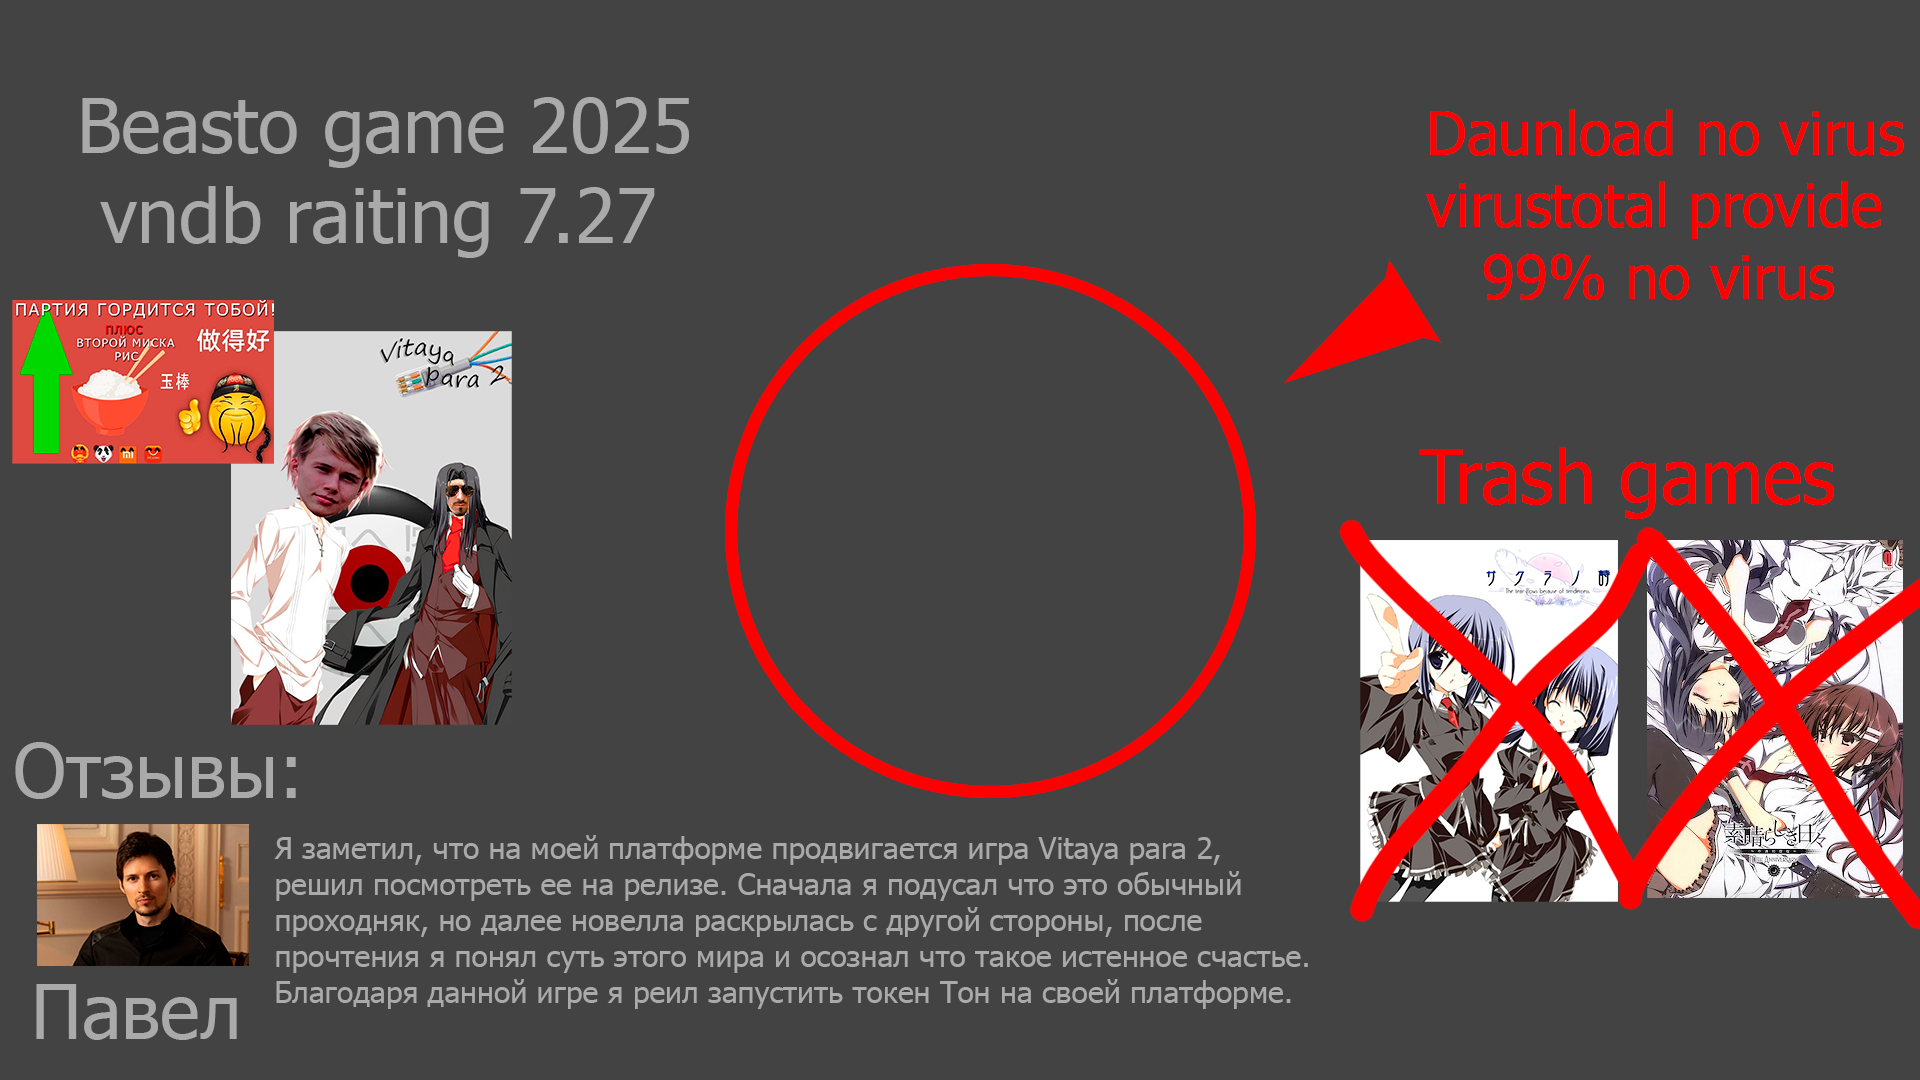 Beasto game 2025
vndb raiting 7.27
Daunload no virus
virustotal provide
99% no virus
ПАРТИЯ ГОРДИТСЯ ТОБОЙ!
ПЛЮС
ВТОРОЙ МИСКА
РИС
做得好
玉棒
Vitaya
para 2
Trash games
サクラノ詩
The tear flows because of tenderness.
素晴らしき日々
10TH ANNIVERSARY
Отзывы:
Павел
Я заметил, что на моей платформе продвигается игра Vitaya para 2,
решил посмотреть ее на релизе. Сначала я подусал что это обычный
проходняк, но далее новелла раскрылась с другой стороны, после
прочтения я понял суть этого мира и осознал что такое истенное счастье.
Благодаря данной игре я реил запустить токен Тон на своей платформе.